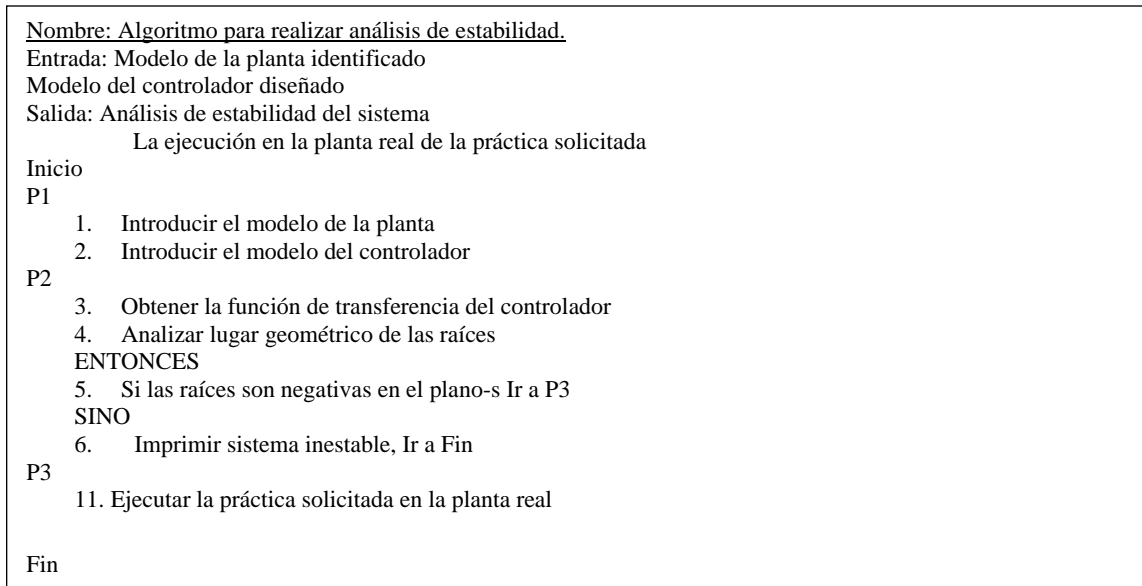 Nombre: Algoritmo para realizar análisis de estabilidad.
Entrada: Modelo de la planta identificado
Modelo del controlador diseñado
Salida: Análisis de estabilidad del sistema
La ejecución en la planta real de la práctica solicitada
Inicio
P1
1. Introducir el modelo de la planta
2. Introducir el modelo del controlador
P2
3. Obtener la función de transferencia del controlador
4. Analizar lugar geométrico de las raíces
ENTONCES
5. Si las raíces son negativas en el plano-s Ir a P3
SINO
6. Imprimir sistema inestable, Ir a Fin
P3
11. Ejecutar la práctica solicitada en la planta real
Fin